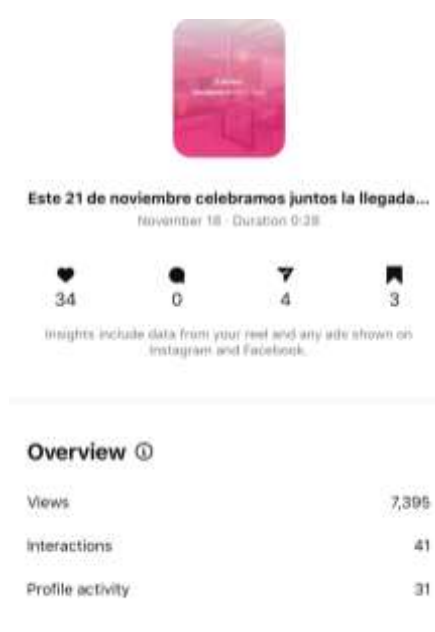 Este 21 de noviembre celebramos juntos la llegada...
November 18 · Duration 0:28
34
0
4
3
Insights include data from your reel and any ads shown on
Instagram and Facebook.
Overview
Views
7,395
Interactions
41
Profile activity
31